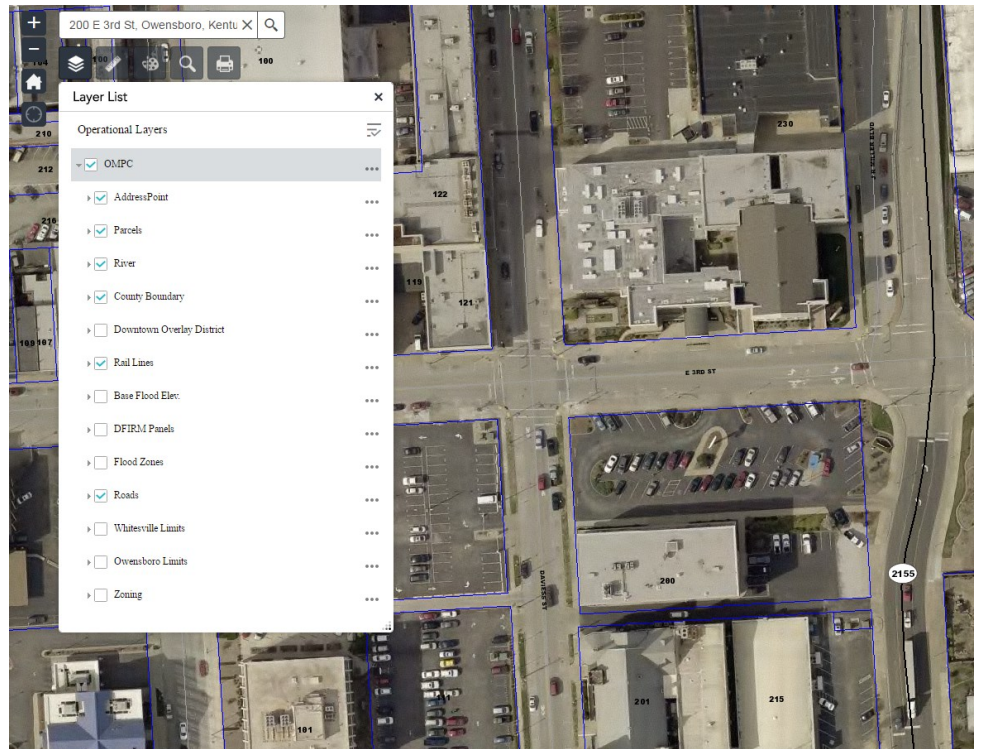 200 E 3rd St, Owensboro, Kentu
Layer List
Operational Layers
OMPC
AddressPoint
Parcels
River
County Boundary
Downtown Overlay District
Rail Lines
Base Flood Elev.
DFIRM Panels
Flood Zones
Roads
Whitesville Limits
Owensboro Limits
Zoning
100
100
210
212
216
109
107
122
119
121
230
J R MILLER BLVD
E 3RD ST
DAVIESS ST
200
2155
101
201
215